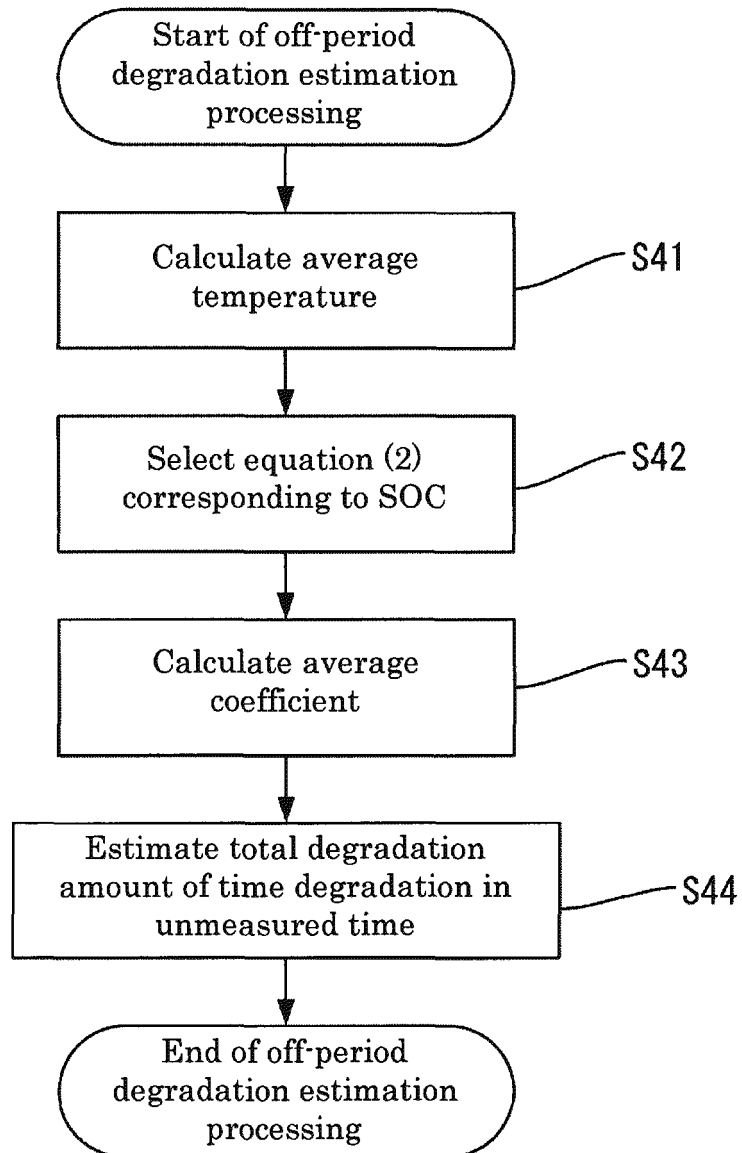 Start of off-period
degradation estimation
processing
Calculate average
temperature
S41
Select equation (2)
corresponding to SOC
S42
Calculate average
coefficient
S43
Estimate total degradation
amount of time degradation in
unmeasured time
S44
End of off-period
degradation estimation
processing